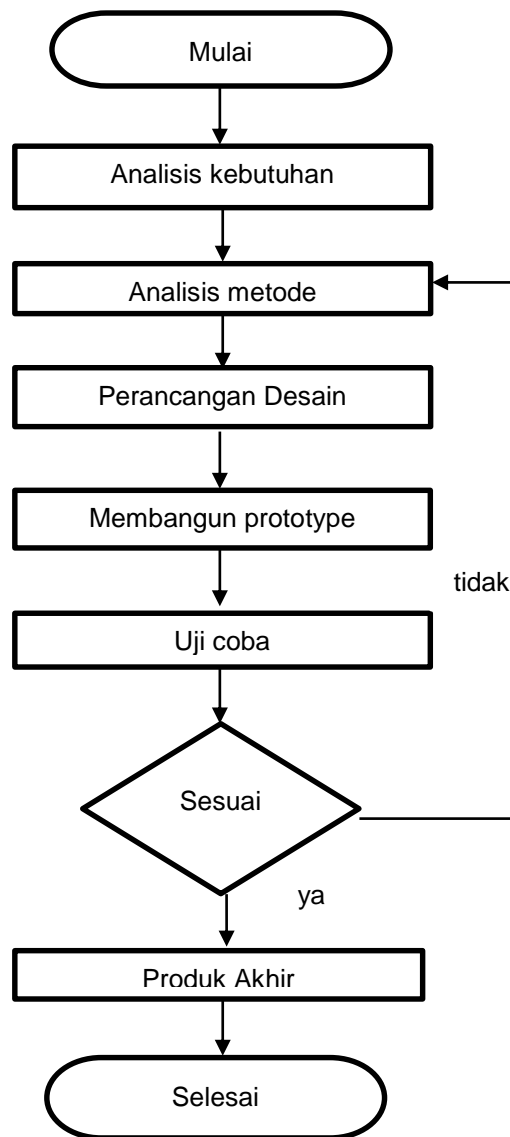 Mulai
Analisis kebutuhan
Analisis metode
Perancangan Desain
Membangun prototype
tidak
Uji coba
Sesuai
ya
Produk Akhir
Selesai